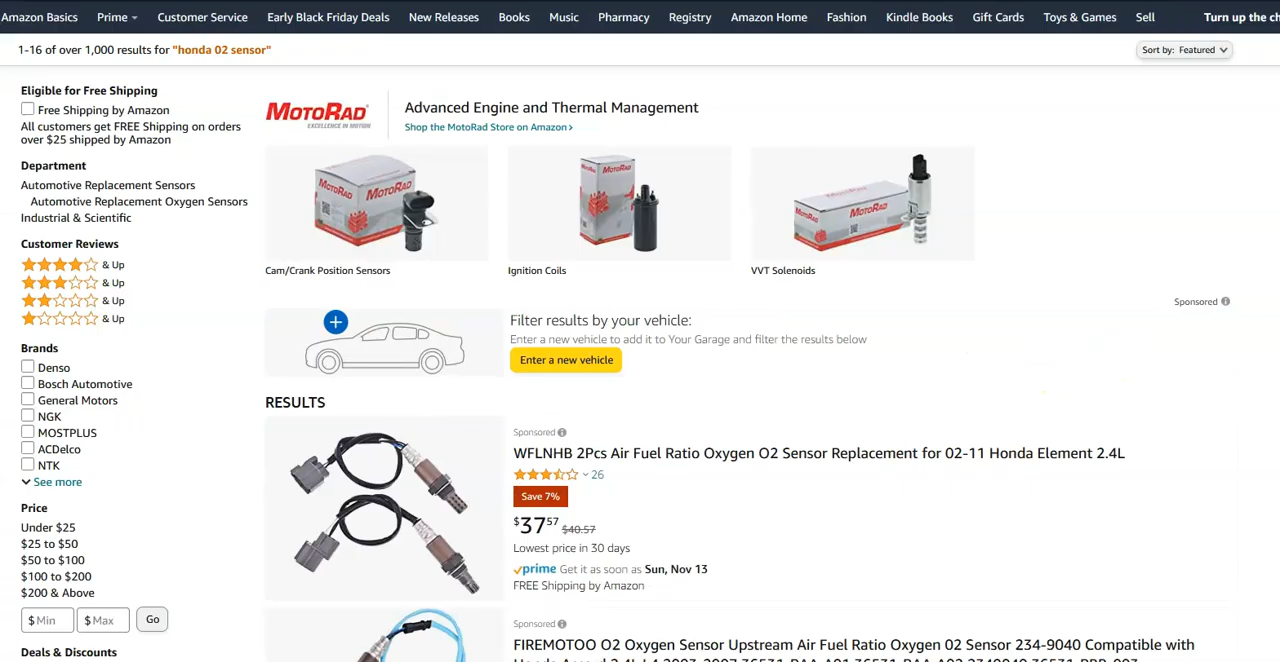 Amazon Basics Prime Customer Service Early Black Friday Deals New Releases Books Music Pharmacy Registry Amazon Home Fashion Kindle Books Gift Cards Toys & Games Sell Turn up the
1-16 of over 1,000 results for "honda 02 sensor"
Sort by: Featured
Eligible for Free Shipping
Free Shipping by Amazon
All customers get FREE Shipping on orders
over $25 shipped by Amazon
Department
Automotive Replacement Sensors
Automotive Replacement Oxygen Sensors
Industrial & Scientific
Customer Reviews
& Up
& Up
& Up
& Up
Brands
Denso
Bosch Automotive
General Motors
NGK
MOSTPLUS
ACDelco
NTK
See more
Price
Under $25
$25 to $50
$50 to $100
$100 to $200
$200 & Above
$ Min $ Max Go
Deals & Discounts
MOTORAD
EXCELLENCE IN MOTION
Advanced Engine and Thermal Management
Shop the MotoRad Store on Amazon
MOTORAD MOTORAD
MOTORAD
MOTORAD
Cam/Crank Position Sensors
Ignition Coils
VVT Solenoids
Sponsored
Filter results by your vehicle:
Enter a new vehicle to add it to Your Garage and filter the results below
Enter a new vehicle
RESULTS
Sponsored
WFLNHB 2Pcs Air Fuel Ratio Oxygen O2 Sensor Replacement for 02-11 Honda Element 2.4L
26
Save 7%
$37 57 $40.57
Lowest price in 30 days
prime Get it as soon as Sun, Nov 13
FREE Shipping by Amazon
Sponsored
FIREMOTOO O2 Oxygen Sensor Upstream Air Fuel Ratio Oxygen 02 Sensor 234-9040 Compatible with